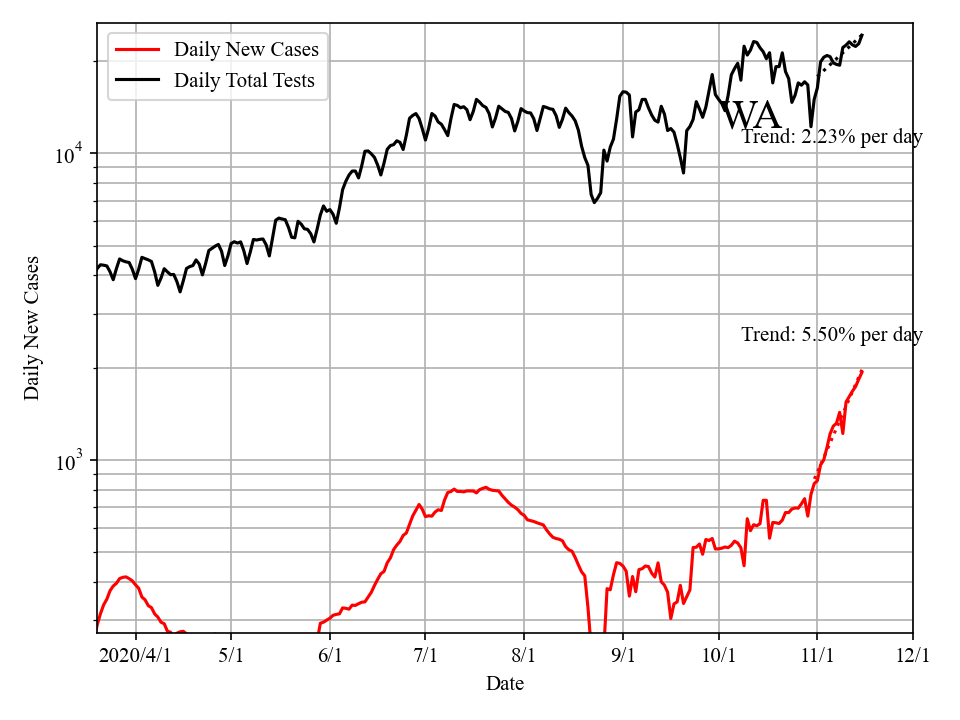 Daily New Cases
Daily Total Tests
WA
Trend: 2.23% per day
Trend: 5.50% per day
10^4
10^3
Daily New Cases
2020/4/1 5/1 6/1 7/1 8/1 9/1 10/1 11/1 12/1
Date